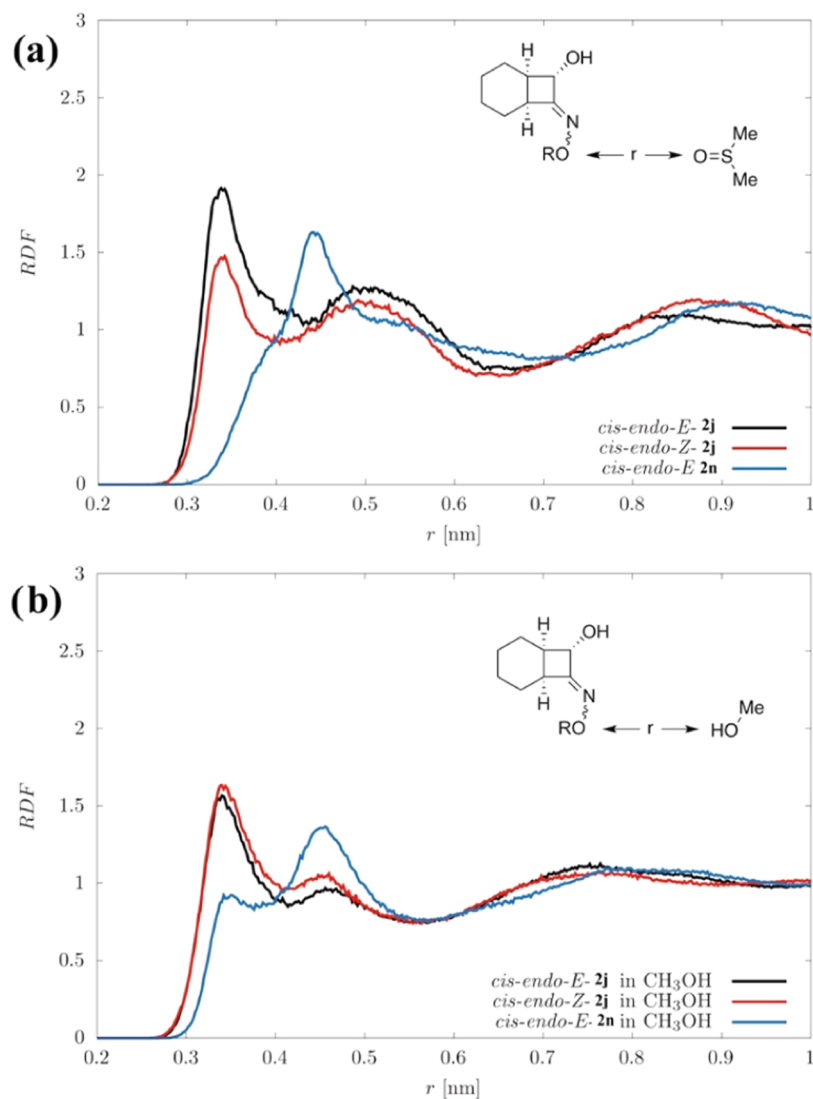 (a)
3
2.5
2
1.5
1
0.5
0
RDF
H
OH
H
N
RO
r
O=S
Me
Me
cis-endo-E- 2j
cis-endo-Z- 2j
cis-endo-E 2n
0.2 0.3 0.4 0.5 0.6 0.7 0.8 0.9 1
r [nm]
(b)
3
2.5
2
1.5
1
0.5
0
RDF
H
OH
H
N
RO
r
HO
Me
cis-endo-E- 2j in CH₃OH
cis-endo-Z- 2j in CH₃OH
cis-endo-E- 2n in CH₃OH
0.2 0.3 0.4 0.5 0.6 0.7 0.8 0.9 1
r [nm]